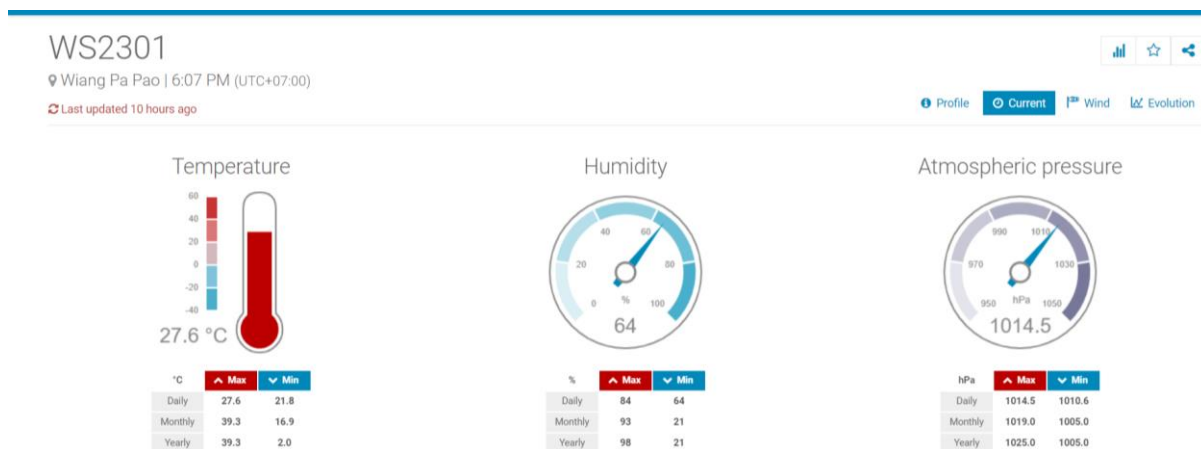 WS2301
Wiang Pa Pao | 6:07 PM (UTC+07:00)
Last updated 10 hours ago
Profile Current Wind Evolution
Temperature
60
40
20
0
-20
-40
27.6 °C
°C Max Min
Daily 27.6 21.8
Monthly 39.3 16.9
Yearly 39.3 2.0
Humidity
0 20 40 60 80 100
%
64
% Max Min
Daily 84 64
Monthly 93 21
Yearly 98 21
Atmospheric pressure
950 970 990 1010 1030 1050
hPa
1014.5
hPa Max Min
Daily 1014.5 1010.6
Monthly 1019.0 1005.0
Yearly 1025.0 1005.0